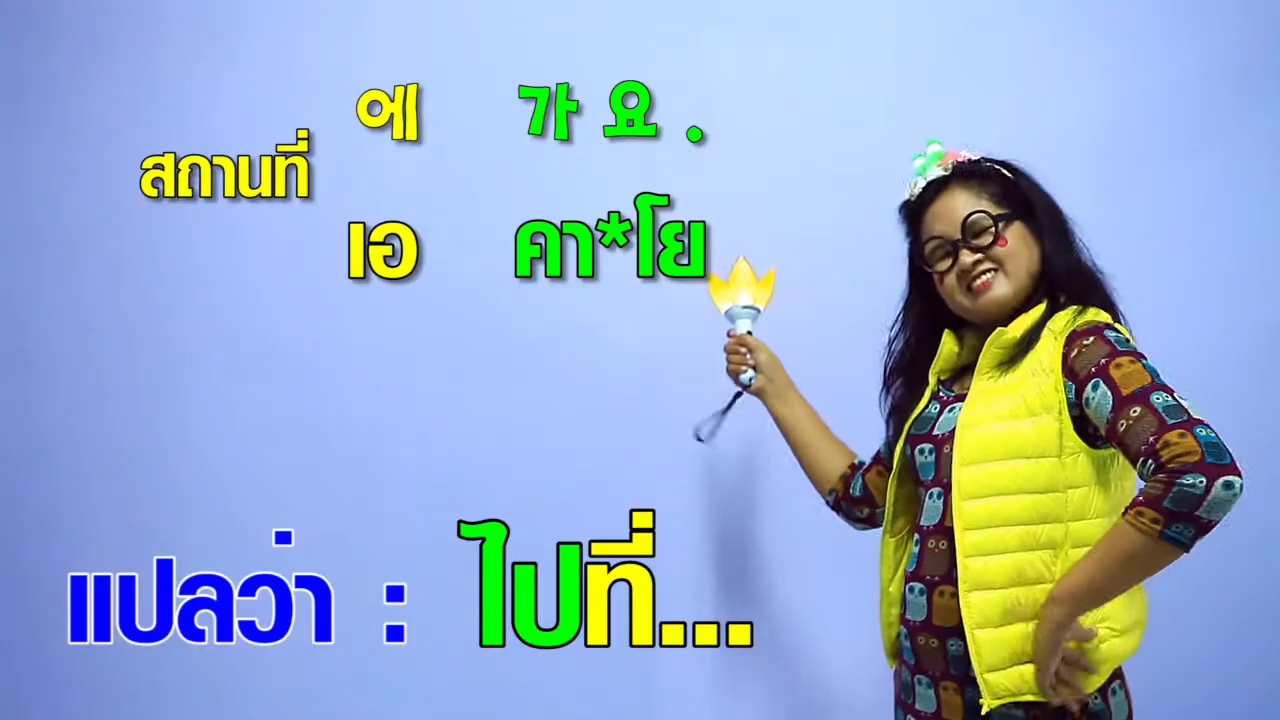 에 가요.
สถานที่
เอ คา*โย
แปลว่า : ไปที่...